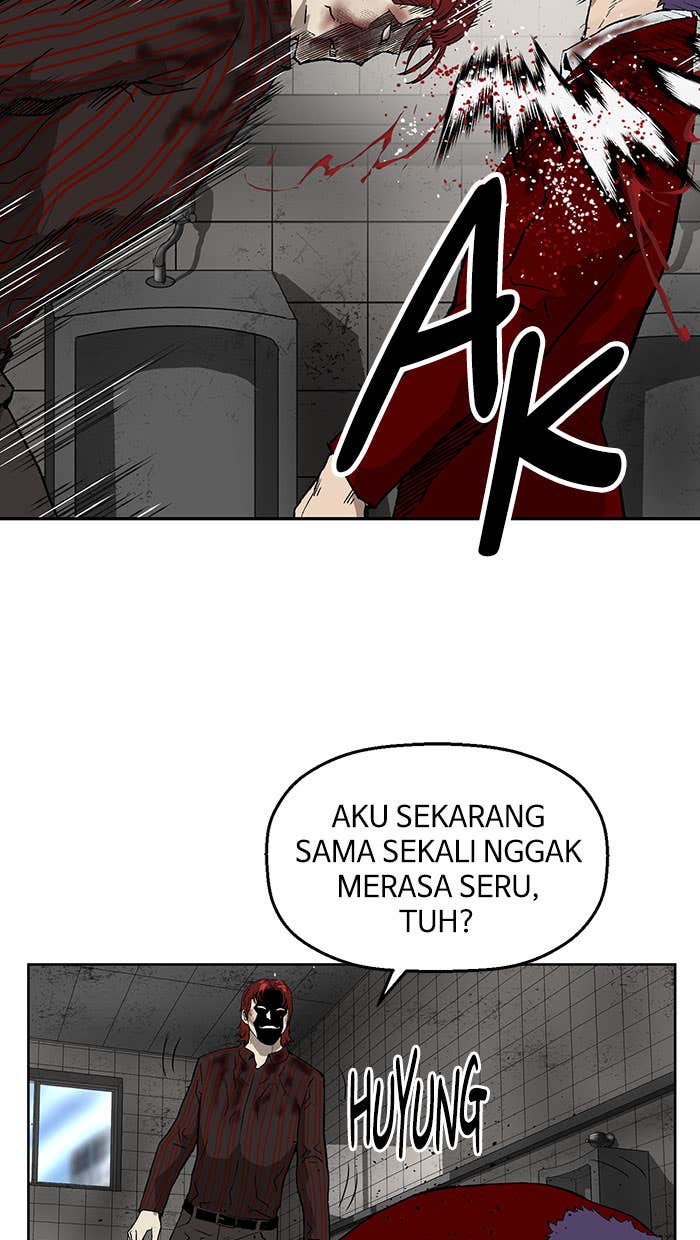 AK
AKU SEKARANG
SAMA SEKALI NGGAK
MERASA SERU,
TUH?
HUYUNG